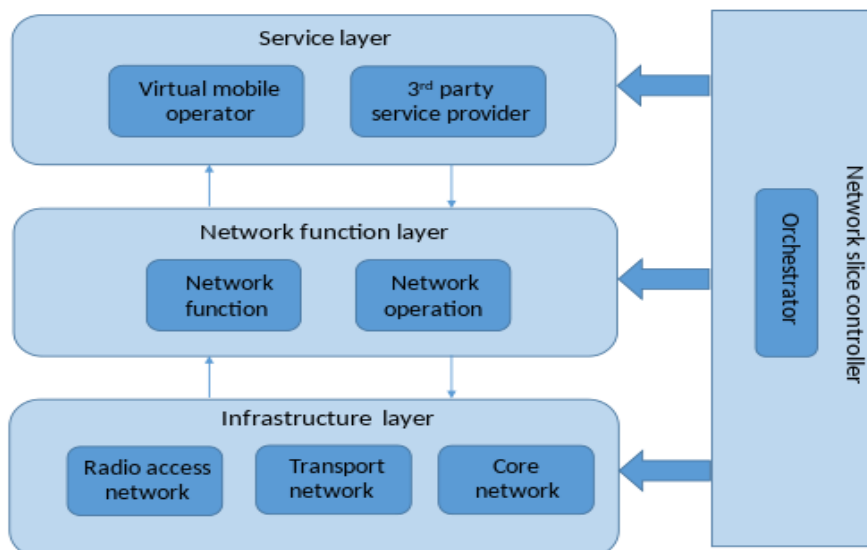 Service layer
Virtual mobile
operator
3rd party
service provider
Network function layer
Network
function
Network
operation
Infrastructure layer
Radio access
network
Transport
network
Core
network
Orchestrator
Network slice controller